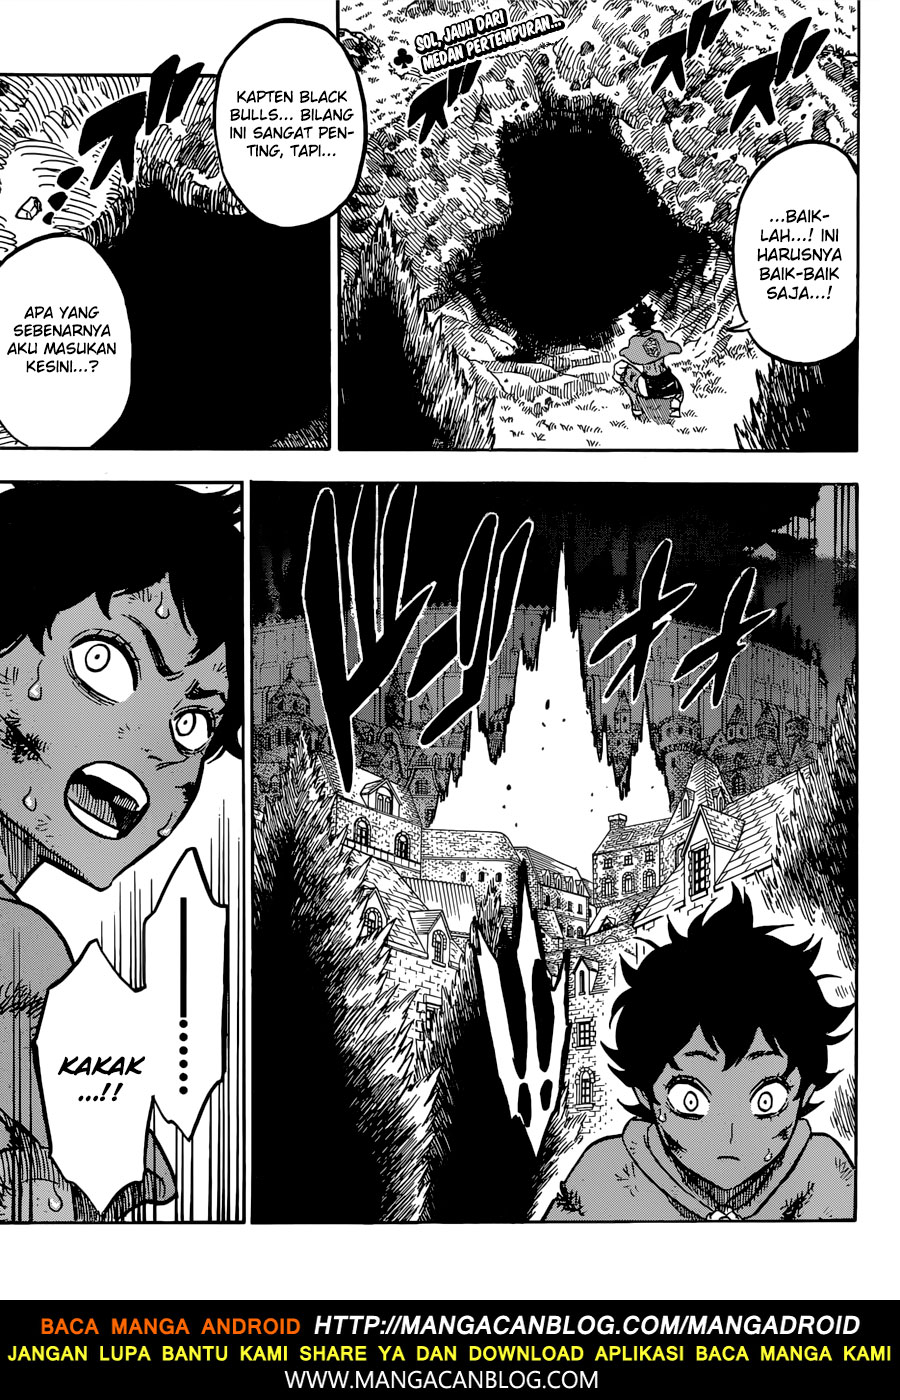 SOL, JAUH DARI
MEDAN PERTEMPURAN...
...BAIK-
LAH...! INI
HARUSNYA
BAIK-BAIK
SAJA...!
KAPTEN BLACK
BULLS... BILANG
INI SANGAT PEN-
TING, TAPI...
APA YANG
SEBENARNYA
AKU MASUKAN
KESINI...?
!!!
KAKAK
...!!
BACA MANGA ANDROID HTTP://MANGACANBLOG.COM/MANGADROID
JANGAN LUPA BANTU KAMI SHARE YA DAN DOWNLOAD APLIKASI BACA MANGA KAMI
WWW.MANGACANBLOG.COM